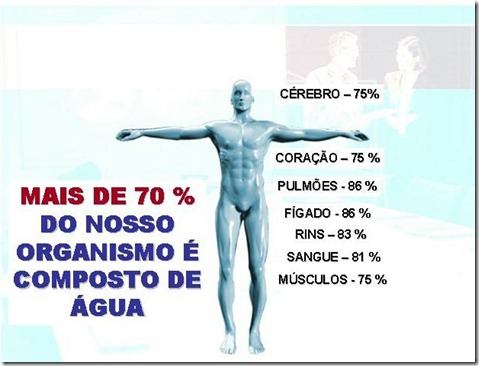 CÉREBRO – 75%
CORAÇÃO – 75 %
PULMÕES - 86 %
FÍGADO - 86 %
RINS – 83 %
SANGUE – 81 %
MÚSCULOS - 75 %
MAIS DE 70 %
DO NOSSO
ORGANISMO É
COMPOSTO DE
ÁGUA